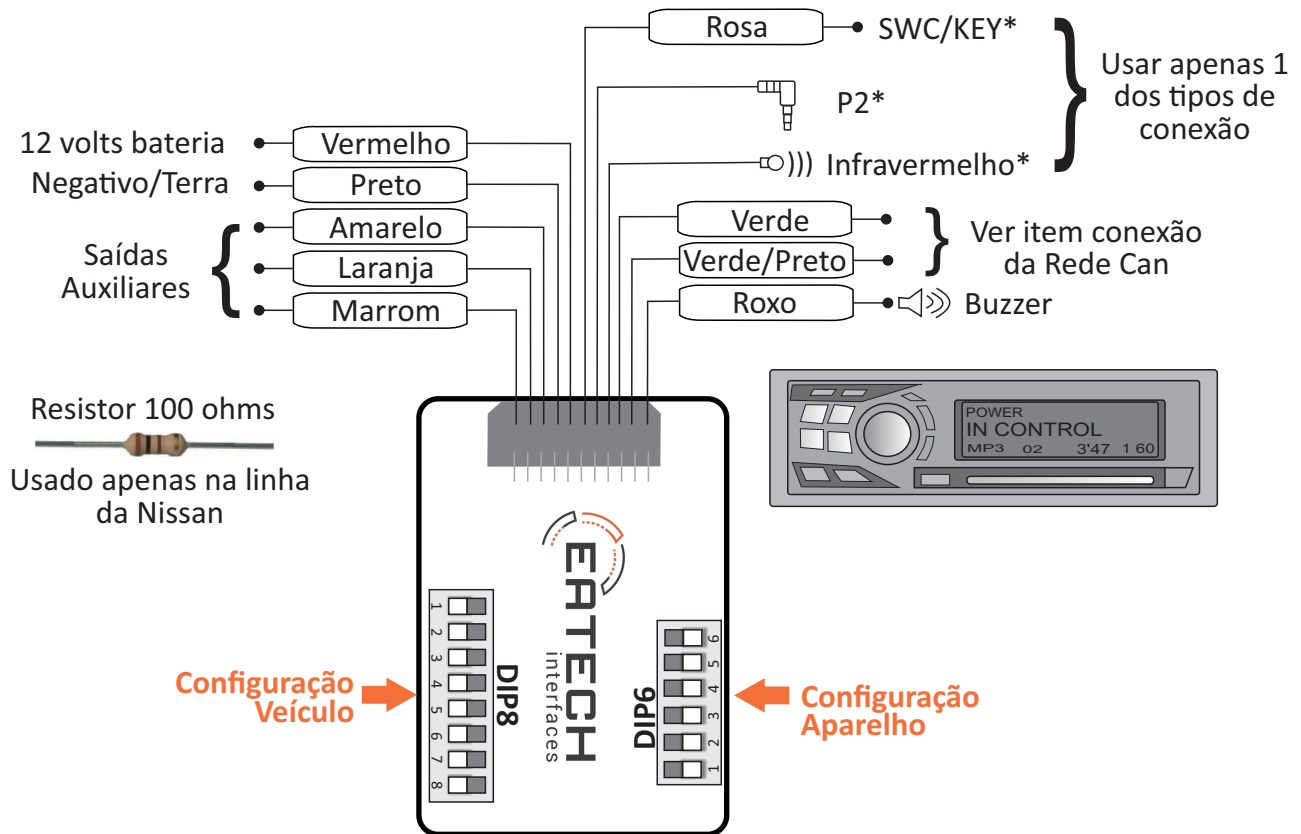 Rosa
SWC/KEY*
P2*
Infravermelho*
Usar apenas 1
dos tipos de
conexão
12 volts bateria
Vermelho
Negativo/Terra
Preto
Saídas
Auxiliares
Amarelo
Laranja
Marrom
Verde
Verde/Preto
Ver item conexão
da Rede Can
Roxo
Buzzer
Resistor 100 ohms
Usado apenas na linha
da Nissan
POWER
IN CONTROL
MP3 02 3'47 1 60
EATECH
interfaces
Configuração
Veículo
1
2
3
4
5
6
7
8
DIP8
DIP6
6
5
4
3
2
1
Configuração
Aparelho